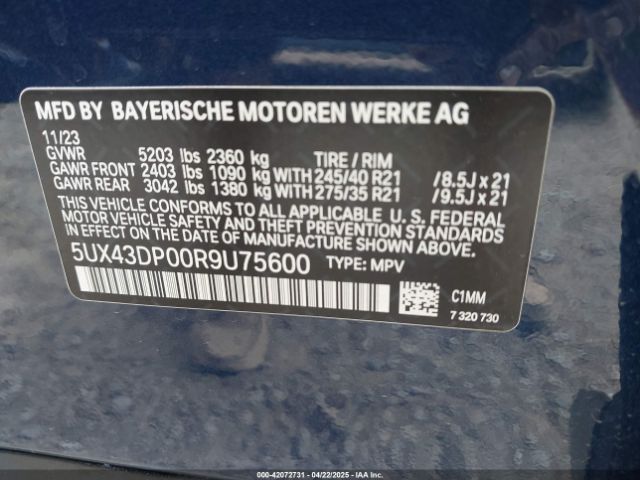 MFD BY BAYERISCHE MOTOREN WERKE AG
11/23
GVWR 5203 lbs 2360 kg TIRE / RIM
GAWR FRONT 2403 lbs 1090 kg WITH 245/40 R21 /8.5J x 21
GAWR REAR 3042 lbs 1380 kg WITH 275/35 R21 /9.5J x 21
THIS VEHICLE CONFORMS TO ALL APPLICABLE U. S. FEDERAL
MOTOR VEHICLE SAFETY AND THEFT PREVENTION STANDARDS
IN EFFECT ON THE DATE OF MANUFACTURE SHOWN ABOVE.
5UX43DP00R9U75600 TYPE: MPV
C1MM
7 320 730
000-42072731 - 04/22/2025 - IAAI.COM